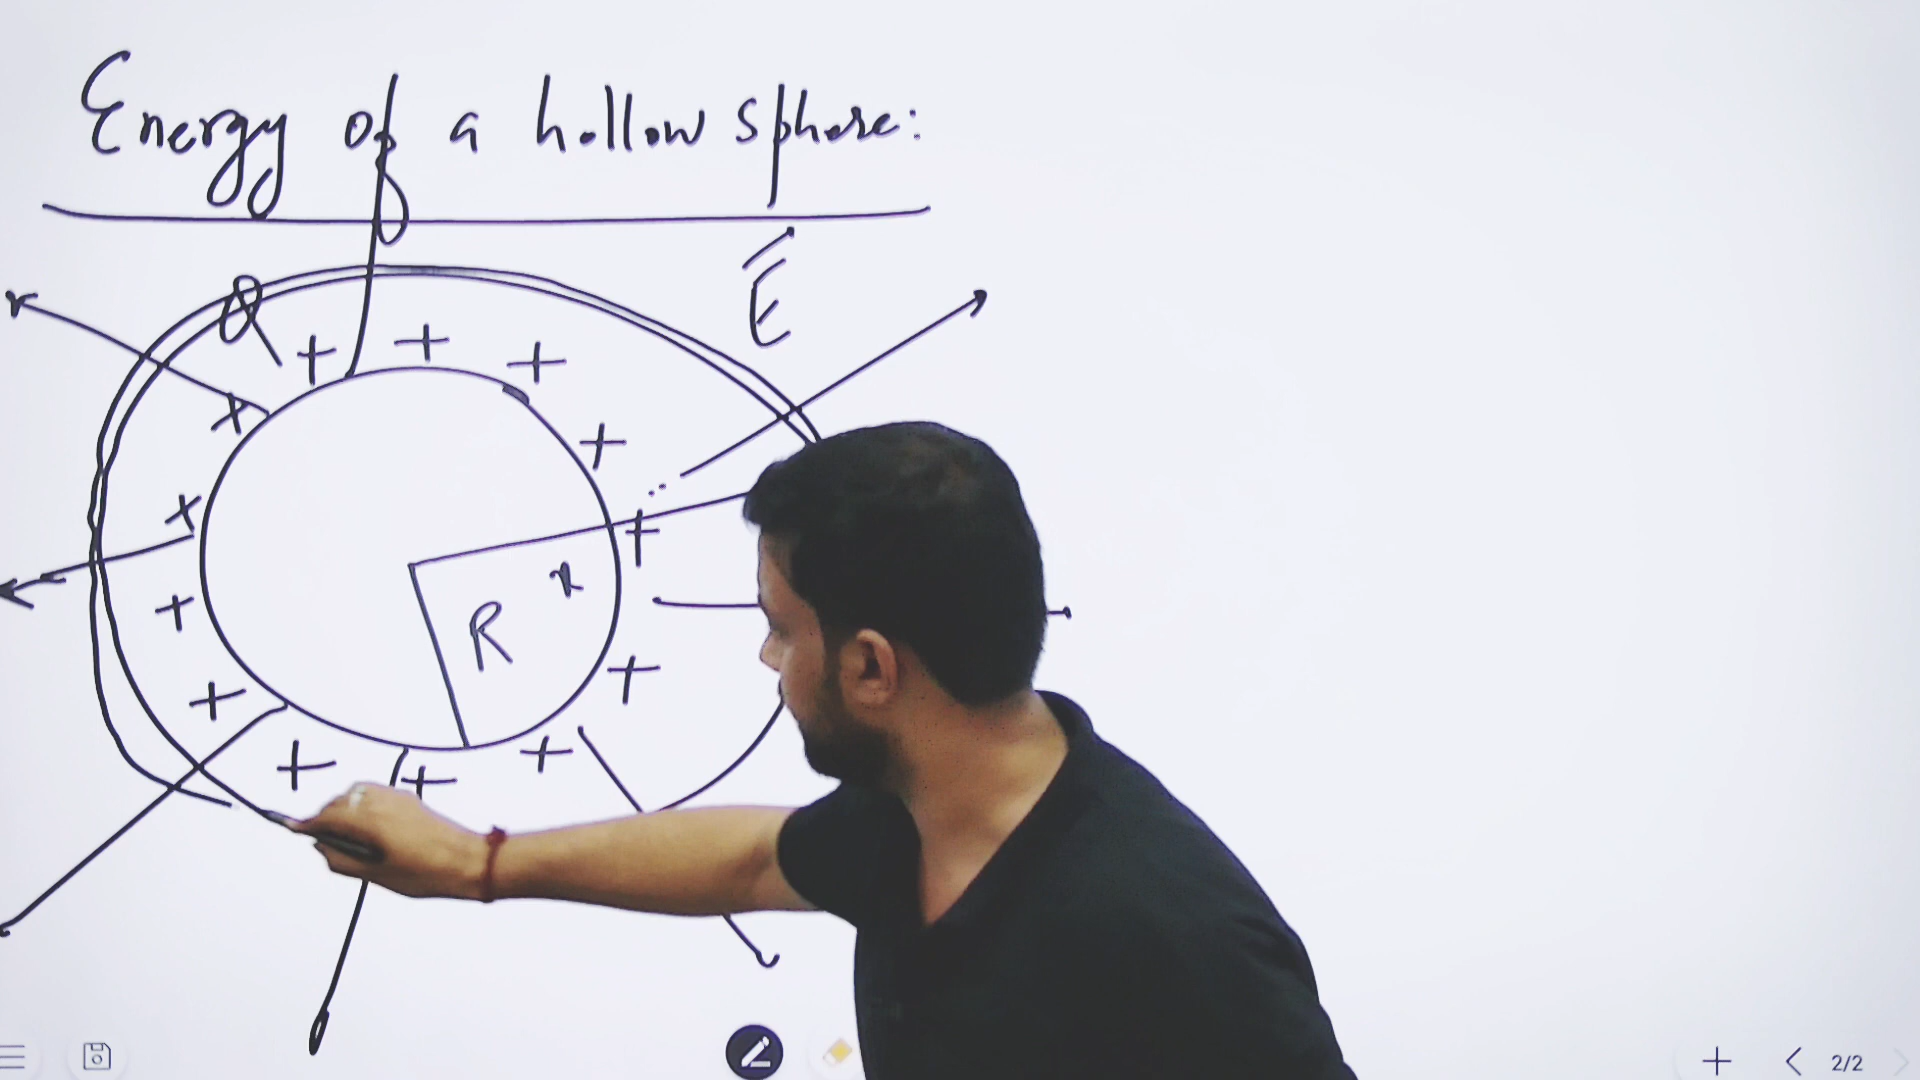 Energy of a hollow sphere:
E
Q
+ + +
+ +
+ +
x
R
+ +
+
+ + +
2/2